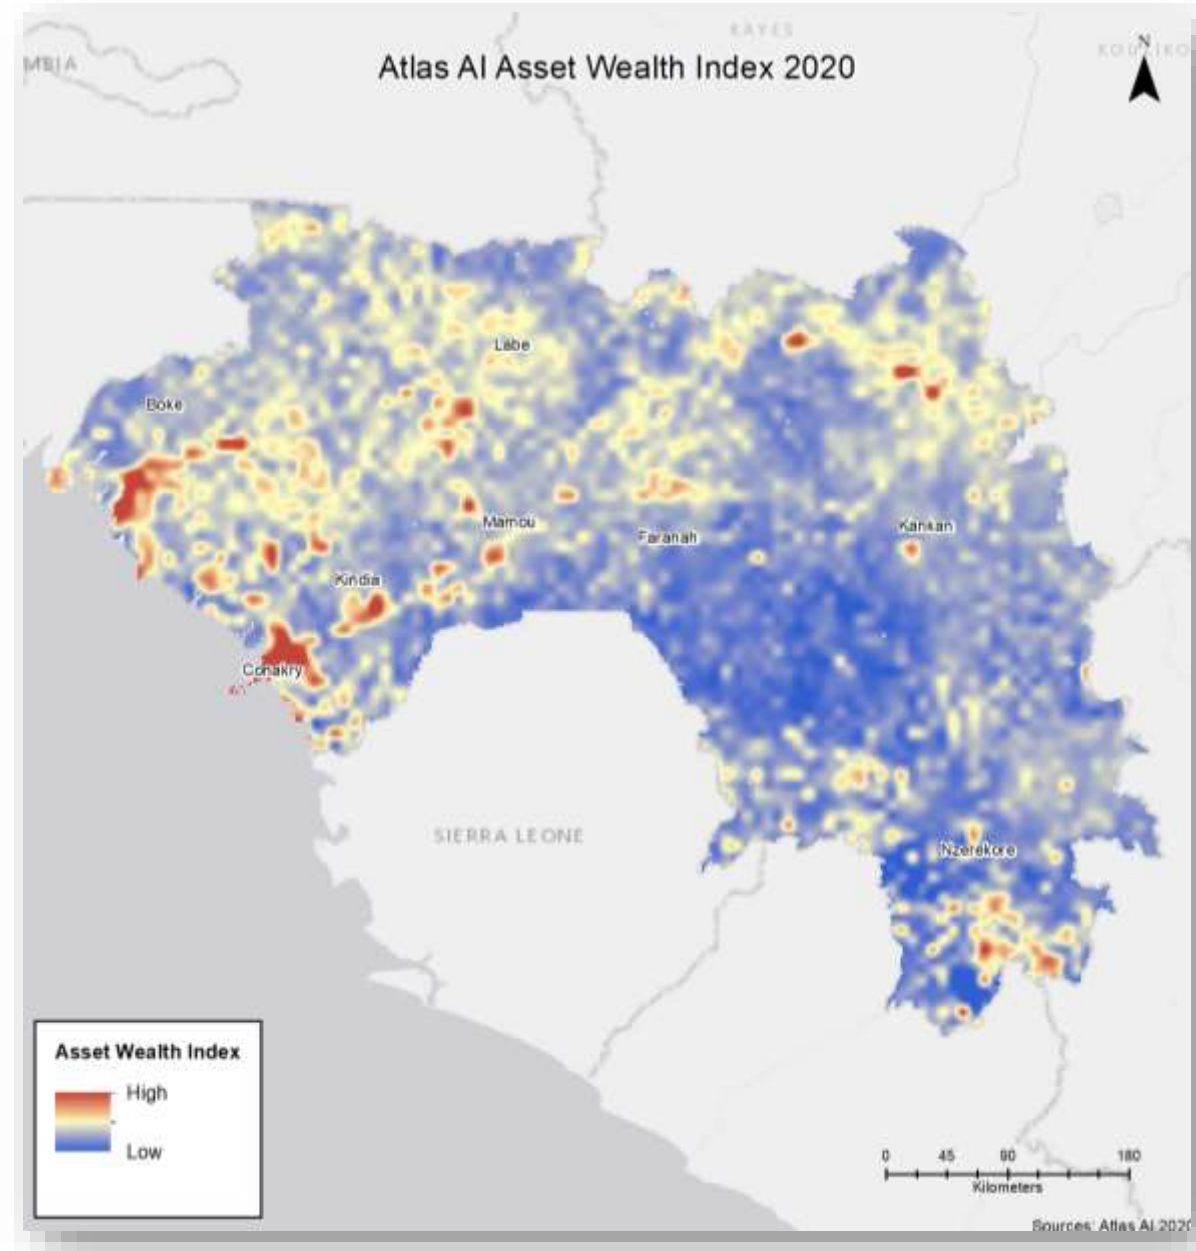 KAYES
MBIA
Atlas AI Asset Wealth Index 2020
N
Labe
Boke
Mamou
Kankan
Faranah
Kindia
Conakry
SIERRA LEONE
Nzerekore
Asset Wealth Index
High
Low
0 45 90 180
Kilometers
Sources: Atlas AI 2020